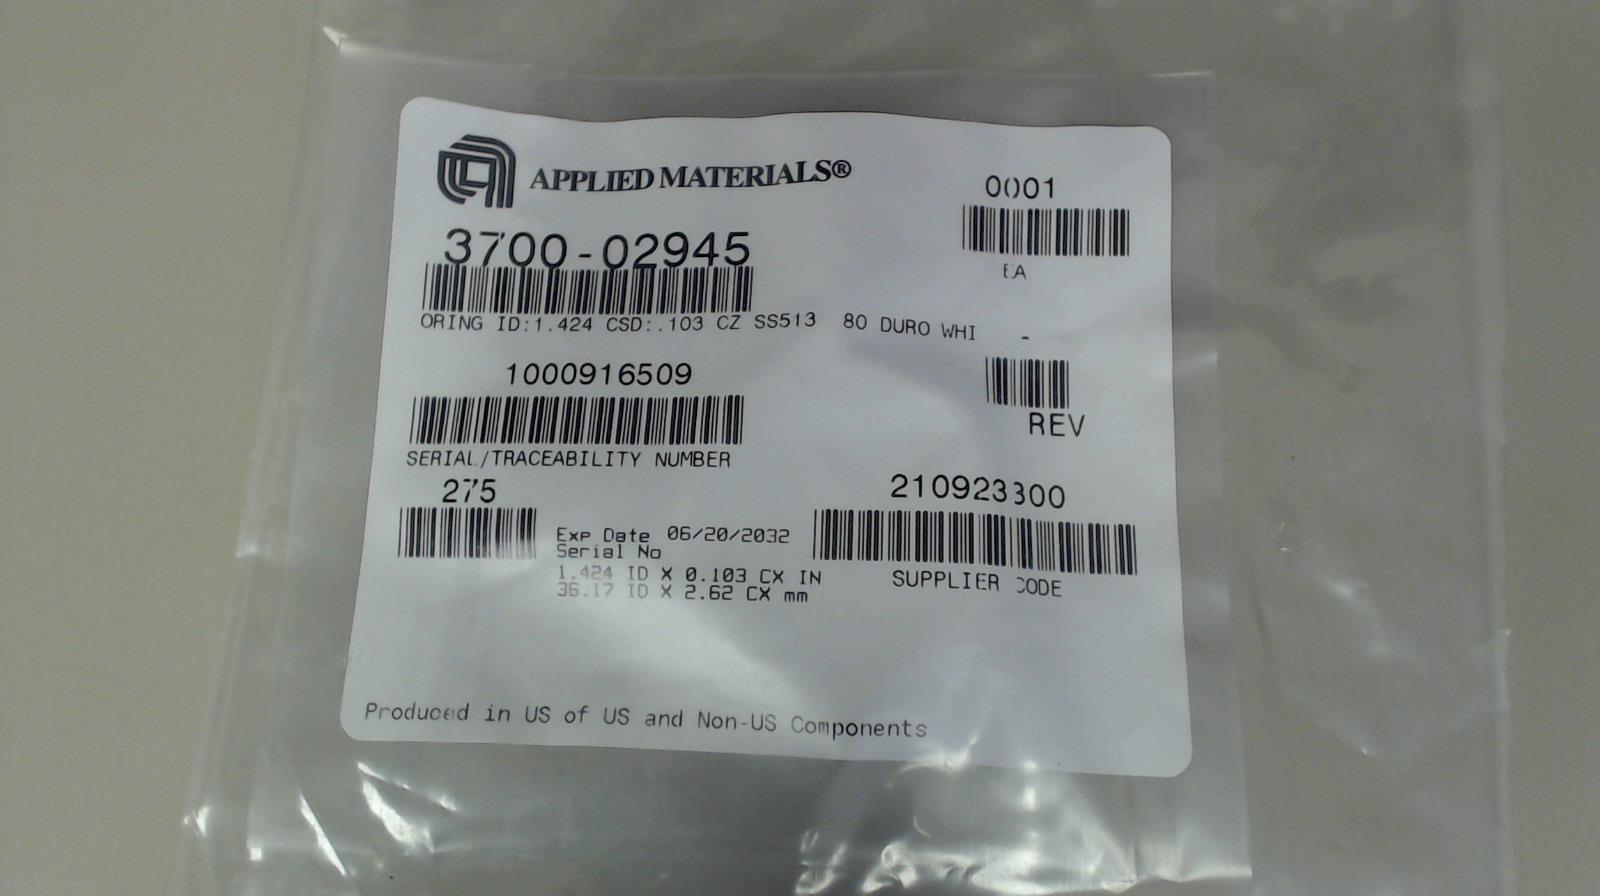 APPLIED MATERIALS®
0001
3700-02945
EA
ORING ID:1.424 CSD:.103 CZ SS513 80 DURO WHI -
1000916509
REV
SERIAL/TRACEABILITY NUMBER
275
210923300
Exp Date 06/20/2032
Serial No
1.424 ID X 0.103 CX IN
SUPPLIER CODE
36.17 ID X 2.62 CX mm
Produced in US of US and Non-US Components